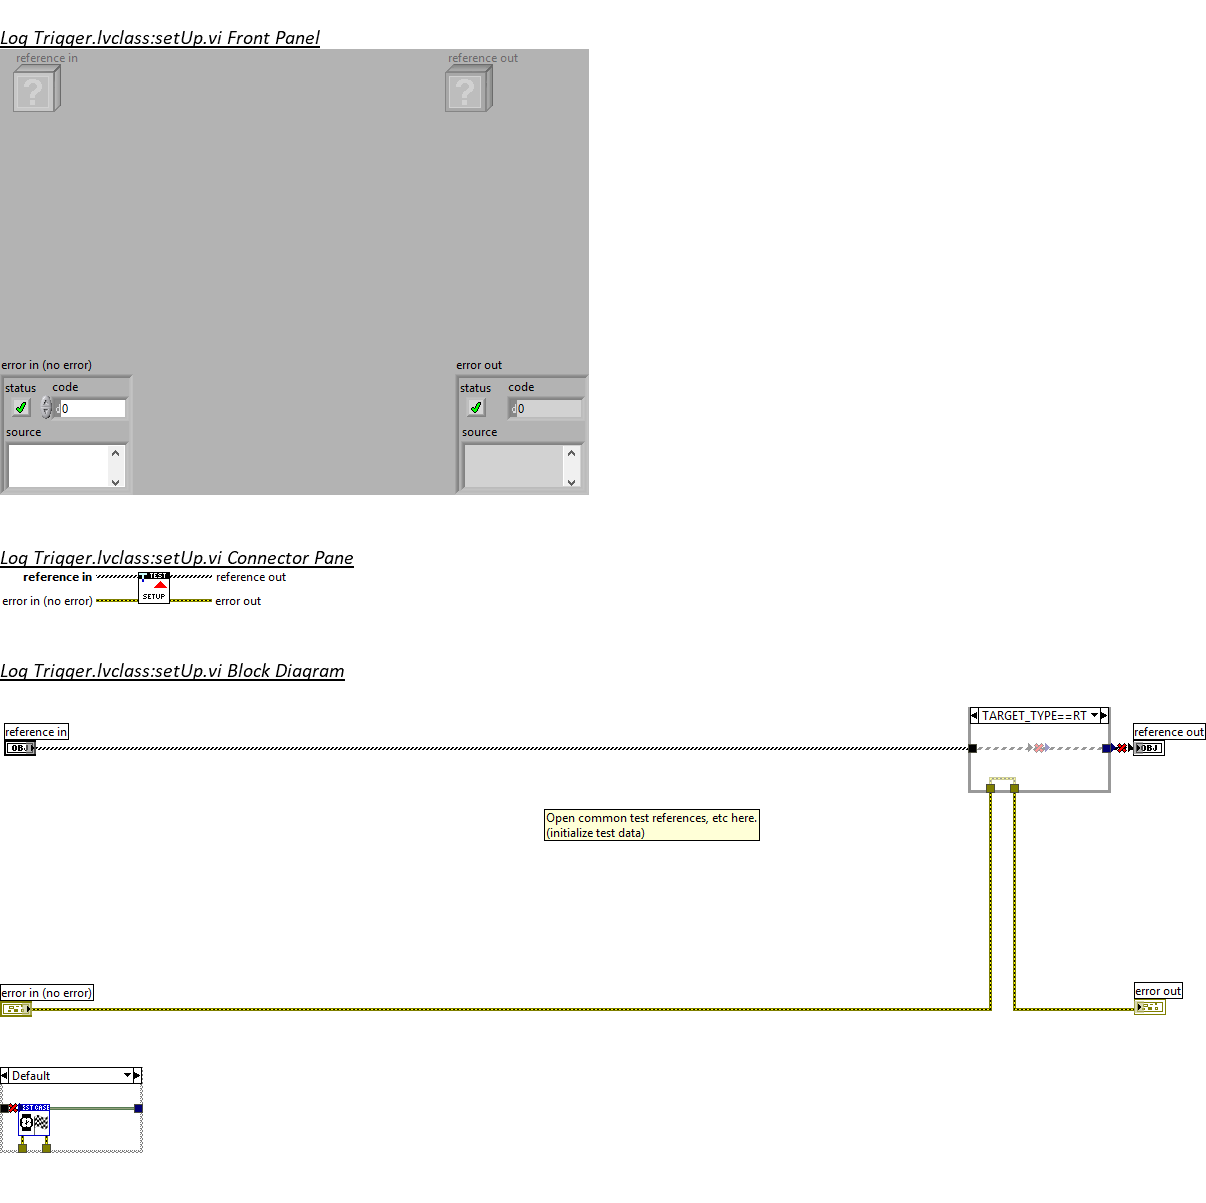 Log Trigger.lvclass:setUp.vi Front Panel
reference in
reference out
?
?
error in (no error)
error out
status
code
status
code
d 0
d 0
source
source
Log Trigger.lvclass:setUp.vi Connector Pane
reference in
TEST
SETUP
reference out
error in (no error)
error out
Log Trigger.lvclass:setUp.vi Block Diagram
TARGET_TYPE==RT
reference in
OBJ
reference out
OBJ
Open common test references, etc here.
(initialize test data)
error in (no error)
error out
Default